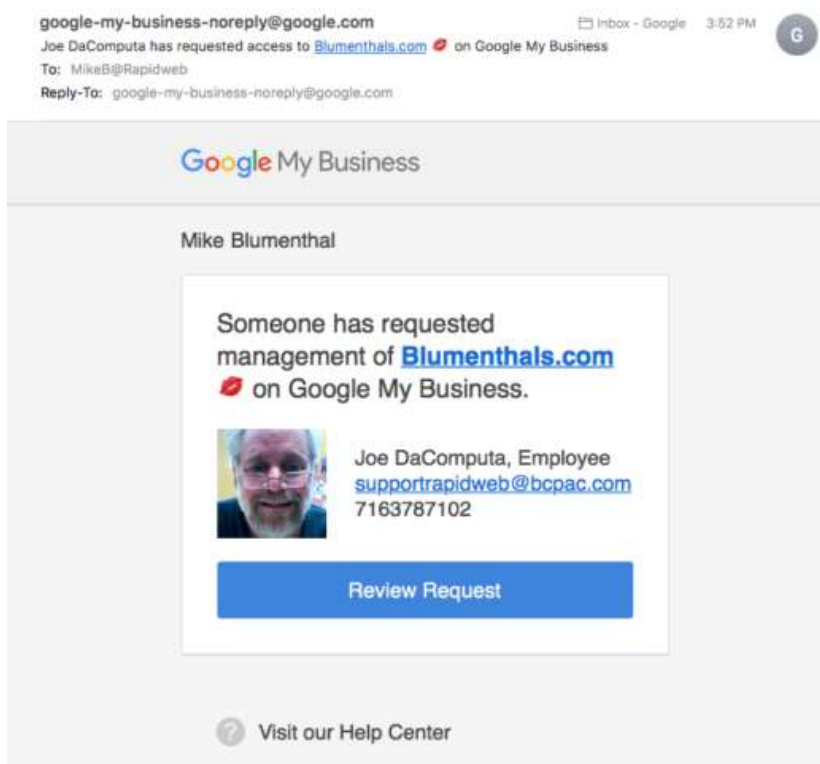 google-my-business-noreply@google.com Inbox - Google 3:52 PM
G
Joe DaComputa has requested access to Blumenthals.com 💋 on Google My Business
To: MikeB@Rapidweb
Reply-To: google-my-business-noreply@google.com
Google My Business
Mike Blumenthal
Someone has requested
management of Blumenthals.com
💋 on Google My Business.
Joe DaComputa, Employee
supportrapidweb@bcpac.com
7163787102
Review Request
? Visit our Help Center